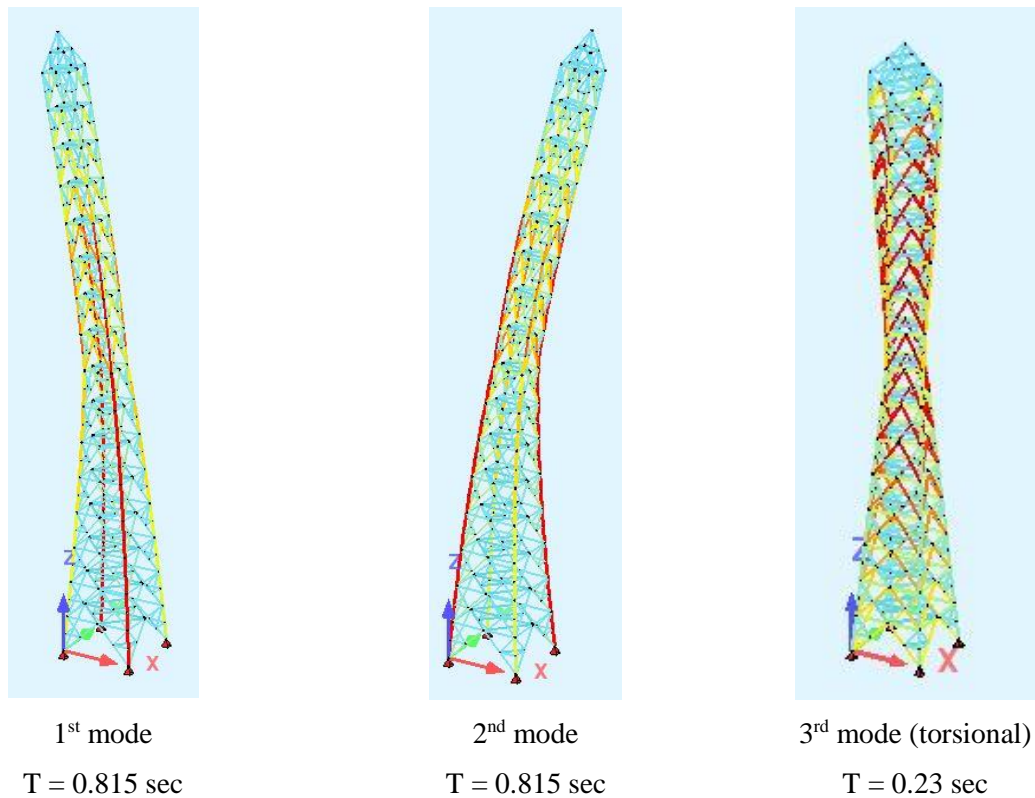 Z
X
Z
X
Z
X
1st mode
T = 0.815 sec
2nd mode
T = 0.815 sec
3rd mode (torsional)
T = 0.23 sec